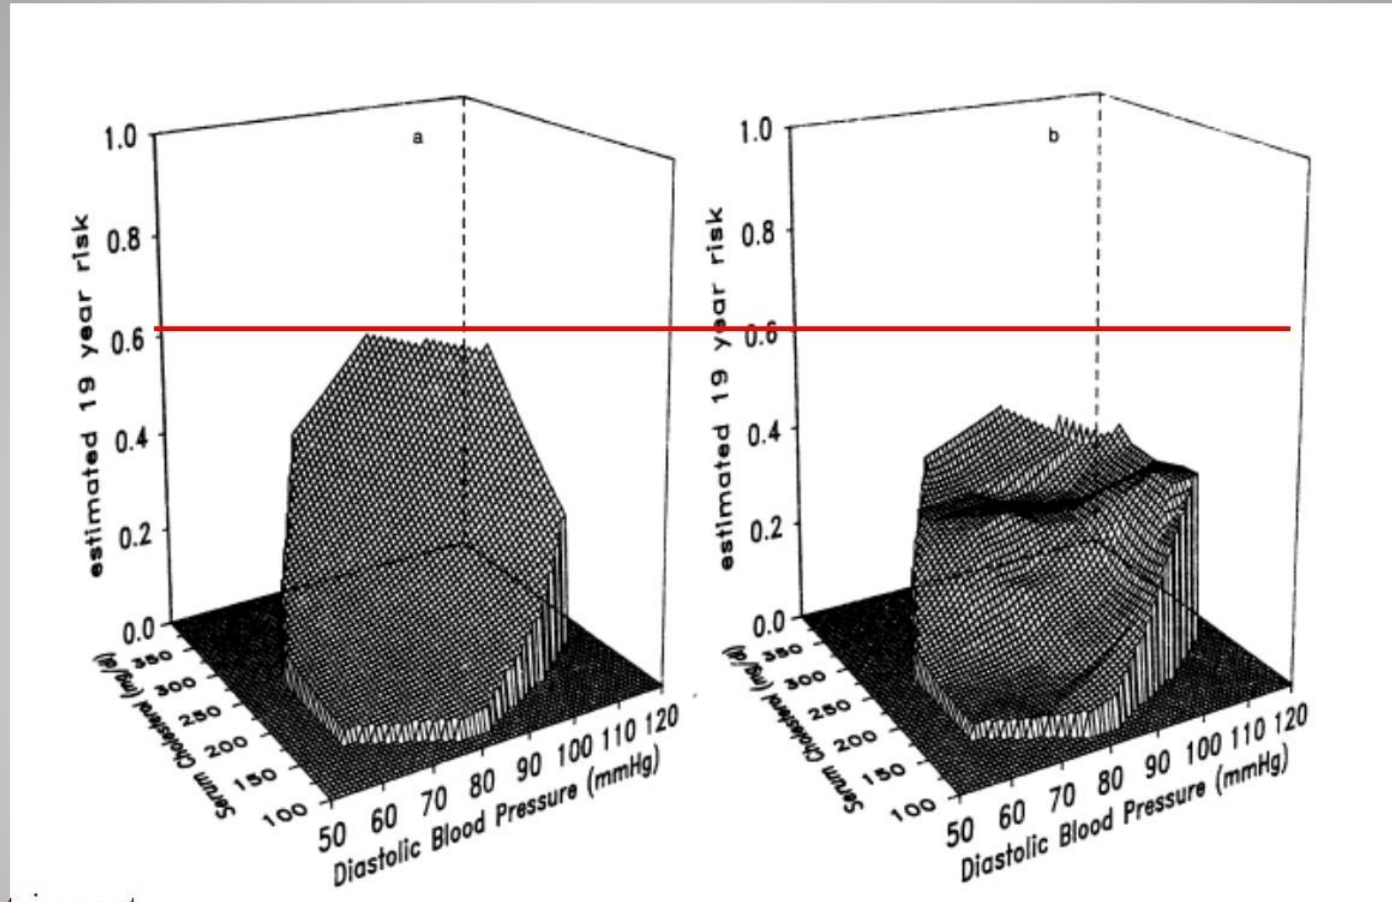 a
1.0
0.8
0.6
0.4
0.2
0.0
estimated 19 year risk
350
300
250
200
150
100
Serum Cholesterol (mg/dl)
50 60 70 80 90 100 110 120
Diastolic Blood Pressure (mmHg)
b
1.0
0.8
0.6
0.4
0.2
0.0
estimated 19 year risk
350
300
250
200
150
100
Serum Cholesterol (mg/dl)
50 60 70 80 90 100 110 120
Diastolic Blood Pressure (mmHg)